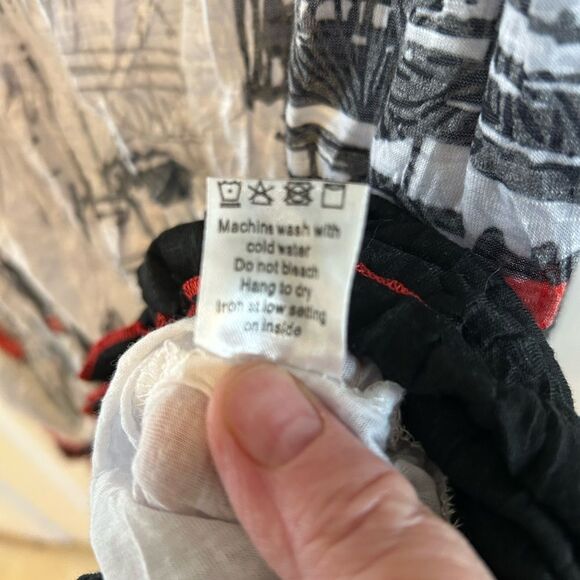 Machine wash with
cold water
Do not bleach
Hang to dry
Iron at low setting
on inside